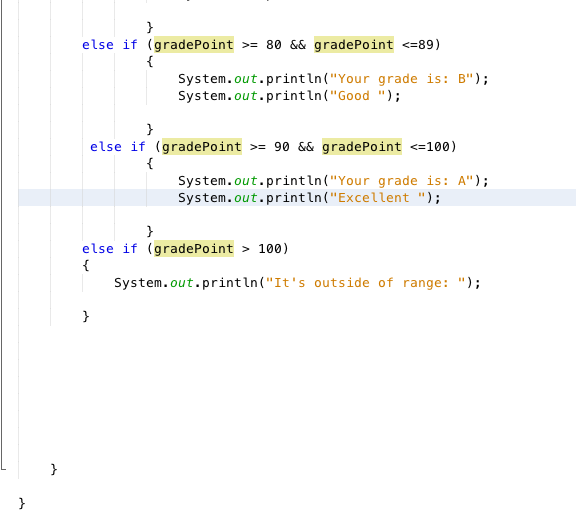 }
else if (gradePoint >= 80 && gradePoint <=89)
{
System.out.println("Your grade is: B");
System.out.println("Good ");
}
else if (gradePoint >= 90 && gradePoint <=100)
{
System.out.println("Your grade is: A");
System.out.println("Excellent ");
}
else if (gradePoint > 100)
{
System.out.println("It's outside of range: ");
}
}
}